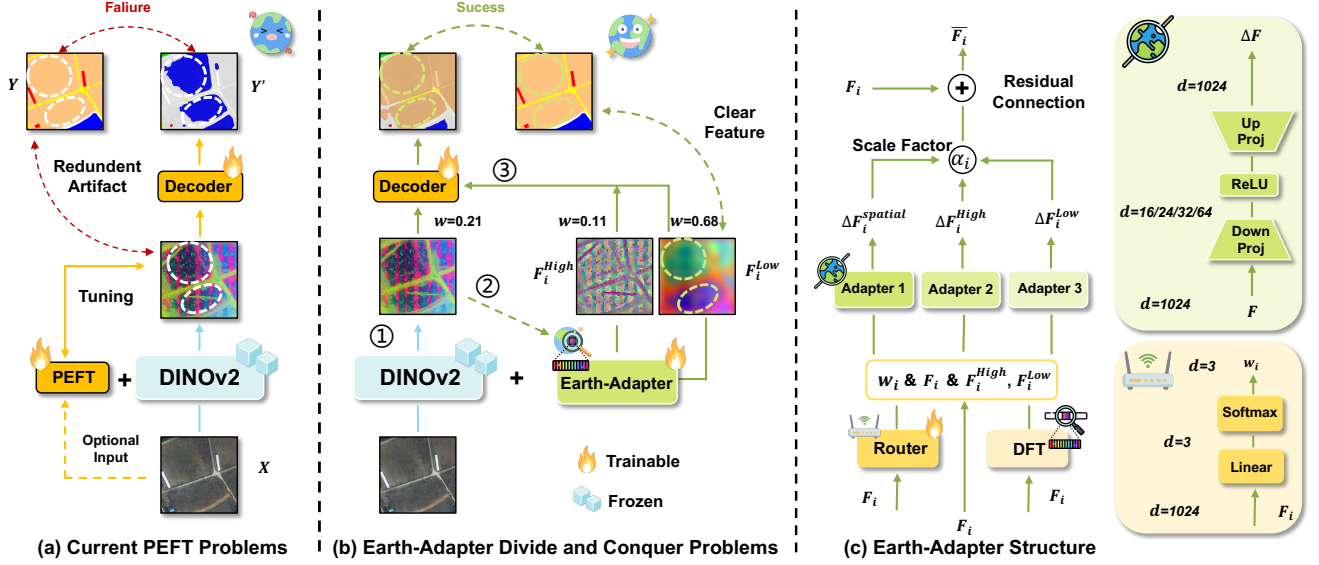 Faliure
Y
Y'
Redundent
Artifact
Decoder
Tuning
PEFT
+
DINOv2
Optional
Input
X
(a) Current PEFT Problems
Sucess
Clear
Feature
③
Decoder
w=0.21
w=0.11
w=0.68
F_i^{High}
F_i^{Low}
②
①
DINOv2
+
Earth-Adapter
Trainable
Frozen
(b) Earth-Adapter Divide and Conquer Problems
\overline{F_i}
F_i
+
Residual
Connection
Scale Factor
α_i
ΔF_i^{spatial}
ΔF_i^{High}
ΔF_i^{Low}
Adapter 1
Adapter 2
Adapter 3
w_i & F_i & F_i^{High}, F_i^{Low}
Router
DFT
F_i
F_i
F_i
(c) Earth-Adapter Structure
ΔF
d=1024
Up
Proj
ReLU
d=16/24/32/64
Down
Proj
d=1024
F
w_i
d=3
Softmax
d=3
Linear
d=1024
F_i